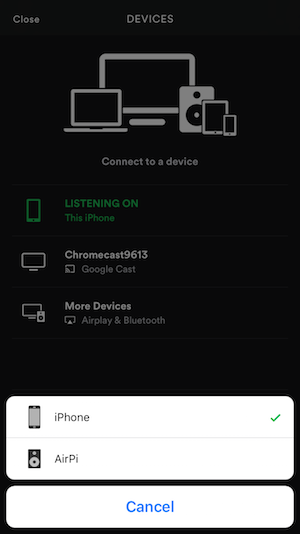 Close
DEVICES
Connect to a device
LISTENING ON
This iPhone
Chromecast9613
Google Cast
More Devices
Airplay & Bluetooth
iPhone
AirPi
Cancel